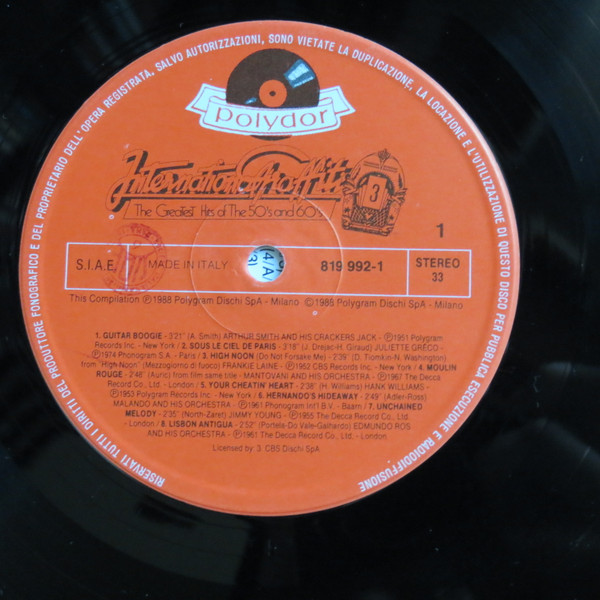 RISERVATI TUTTI I DIRITTI DEL PRODUTTORE FONOGRAFICO E DEL PROPRIETARIO DELL'OPERA REGISTRATA. SALVO AUTORIZZAZIONI, SONO VIETATE LA DUPLICAZIONE, LA LOCAZIONE E L'UTILIZZAZIONE DI QUESTO DISCO PER PUBBLICA ESECUZIONE E RADIODIFFUSIONE
polydor
International Graffiti
3
The Greatest Hits of The 50's and 60's
1
S.I.A.E.
MADE IN ITALY
819 992-1
STEREO
33
This Compilation ℗1988 Polygram Dischi SpA - Milano ©1988 Polygram Dischi SpA - Milano
1. GUITAR BOOGIE - 3'21" (A. Smith) ARTHUR SMITH AND HIS CRACKERS JACK - ℗1951 Polygram
Records Inc. - New York / 2. SOUS LE CIEL DE PARIS - 3'18" (J. Drejac-H. Giraud) JULIETTE GRÉCO -
℗1974 Phonogram S.A. - Paris / 3. HIGH NOON (Do Not Forsake Me) - 2'39" (D. Tiomkin-N. Washington)
from "High Noon" (Mezzogiorno di fuoco) FRANKIE LAINE - ℗1952 CBS Records Inc. - New York / 4. MOULIN
ROUGE - 2'48" (Auric) from film same title - MANTOVANI AND HIS ORCHESTRA - ℗1967 The Decca
Record Co. Ltd. - London / 5. YOUR CHEATIN' HEART - 2'38" (H. Williams) HANK WILLIAMS -
℗1953 Polygram Records Inc. - New York / 6. HERNANDO'S HIDEAWAY - 2'49" (Adler-Ross)
MALANDO AND HIS ORCHESTRA - ℗1961 Phonogram Int'l B.V. - Baarn / 7. UNCHAINED
MELODY - 2'35" (North-Zaret) JIMMY YOUNG - ℗1955 The Decca Record Co., Ltd.
- London / 8. LISBON ANTIGUA - 2'52" (Portela-Do Vale-Galhardo) EDMUNDO ROS
AND HIS ORCHESTRA - ℗1961 The Decca Record Co. Ltd., London
Licensed by: 3. CBS Dischi SpA